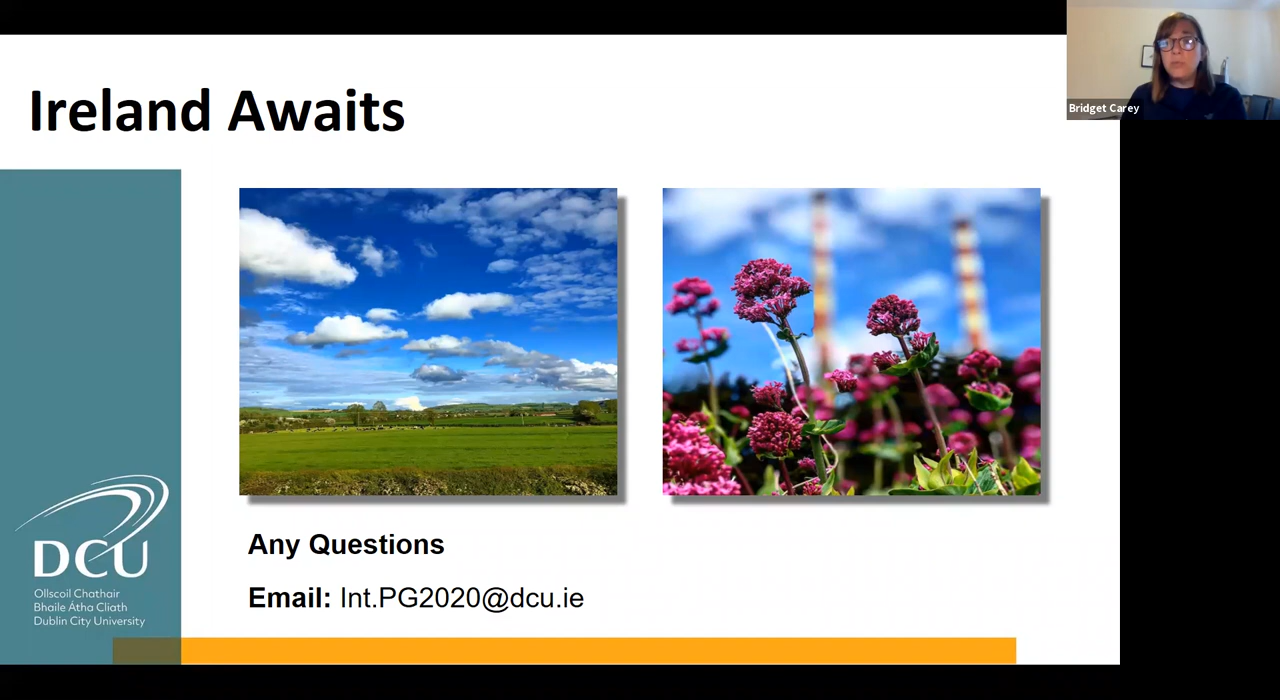 Ireland Awaits
Bridget Carey
Any Questions
Email: Int.PG2020@dcu.ie
DCU
Ollscoil Chathair
Bhaile Átha Cliath
Dublin City University